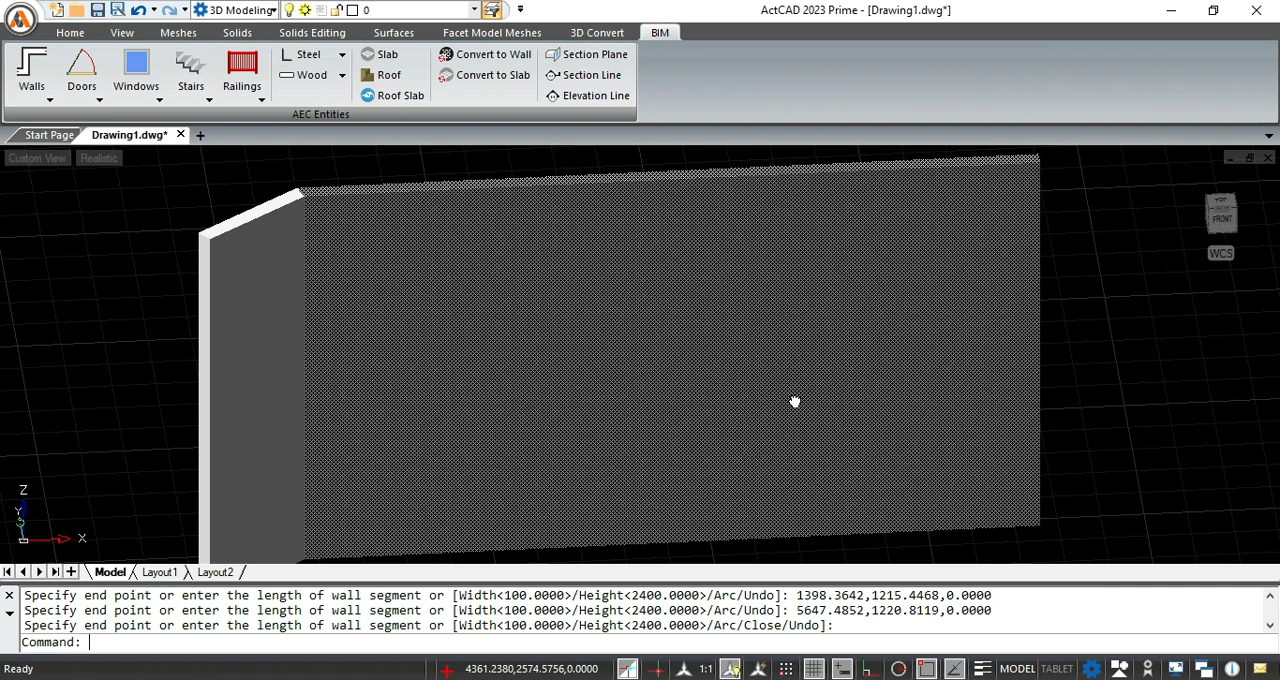 3D Modeling
0
ActCAD 2023 Prime - [Drawing1.dwg*]
Home View Meshes Solids Solids Editing Surfaces Facet Model Meshes 3D Convert BIM
Walls Doors Windows Stairs Railings
Steel
Wood
Slab
Roof
Roof Slab
Convert to Wall
Convert to Slab
Section Plane
Section Line
Elevation Line
AEC Entities
Start Page Drawing1.dwg*
Custom View Realistic
TOP
FRONT
WCS
Z
Y
X
Model Layout1 Layout2
Specify end point or enter the length of wall segment or [Width<100.0000>/Height<2400.0000>/Arc/Undo]: 1398.3642,1215.4468,0.0000
Specify end point or enter the length of wall segment or [Width<100.0000>/Height<2400.0000>/Arc/Undo]: 5647.4852,1220.8119,0.0000
Specify end point or enter the length of wall segment or [Width<100.0000>/Height<2400.0000>/Arc/Close/Undo]:
Command:
Ready 4361.2380,2574.5756,0.0000 1:1 MODEL TABLET